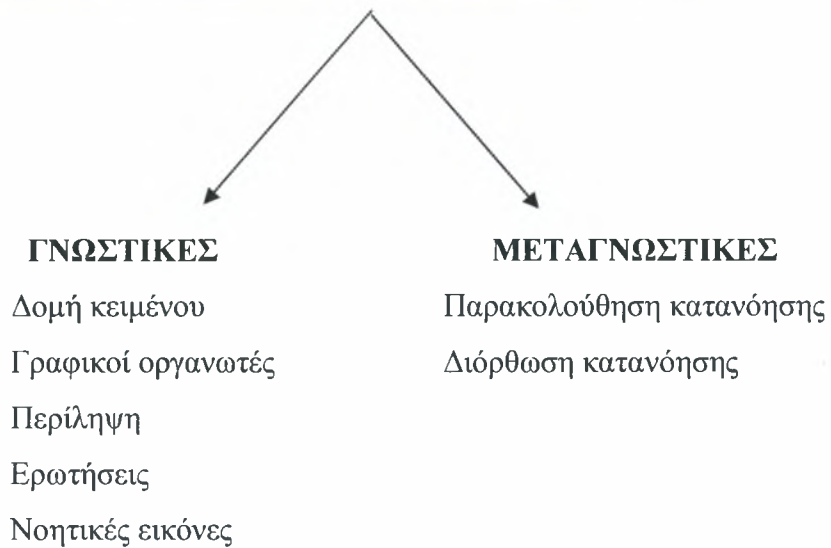 ΓΝΩΣΤΙΚΕΣ
Δομή κειμένου
Γραφικοί οργανωτές
Περίληψη
Ερωτήσεις
Νοητικές εικόνες
ΜΕΤΑΓΝΩΣΤΙΚΕΣ
Παρακολούθηση κατανόησης
Διόρθωση κατανόησης